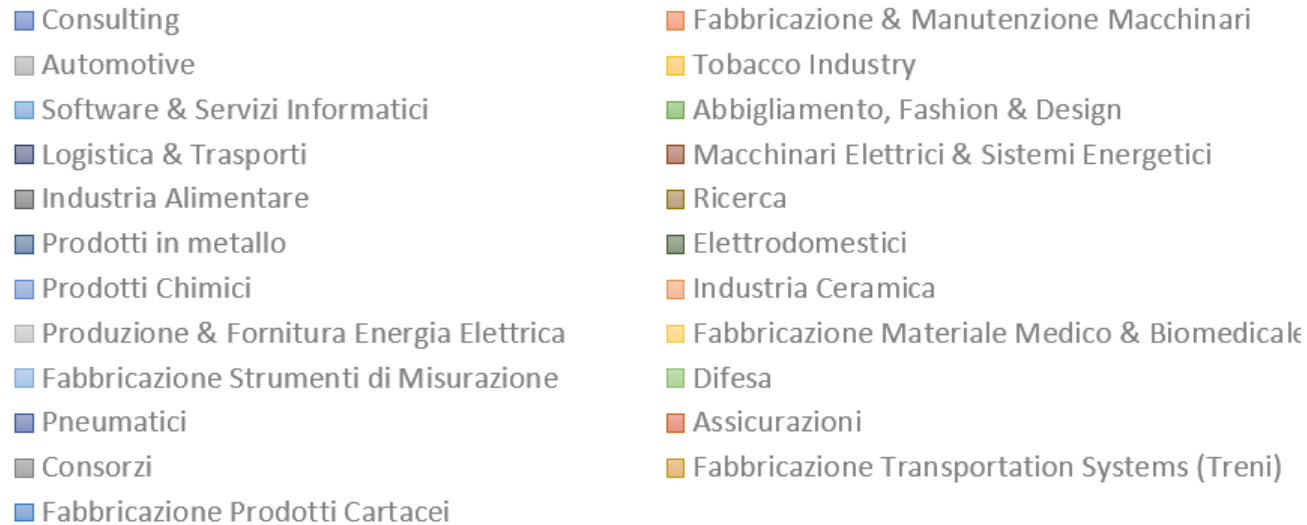 Consulting
Fabbricazione & Manutenzione Macchinari
Automotive
Tobacco Industry
Software & Servizi Informatici
Abbigliamento, Fashion & Design
Logistica & Trasporti
Macchinari Elettrici & Sistemi Energetici
Industria Alimentare
Ricerca
Prodotti in metallo
Elettrodomestici
Prodotti Chimici
Industria Ceramica
Produzione & Fornitura Energia Elettrica
Fabbricazione Materiale Medico & Biomedicale
Fabbricazione Strumenti di Misurazione
Difesa
Pneumatici
Assicurazioni
Consorzi
Fabbricazione Transportation Systems (Treni)
Fabbricazione Prodotti Cartacei